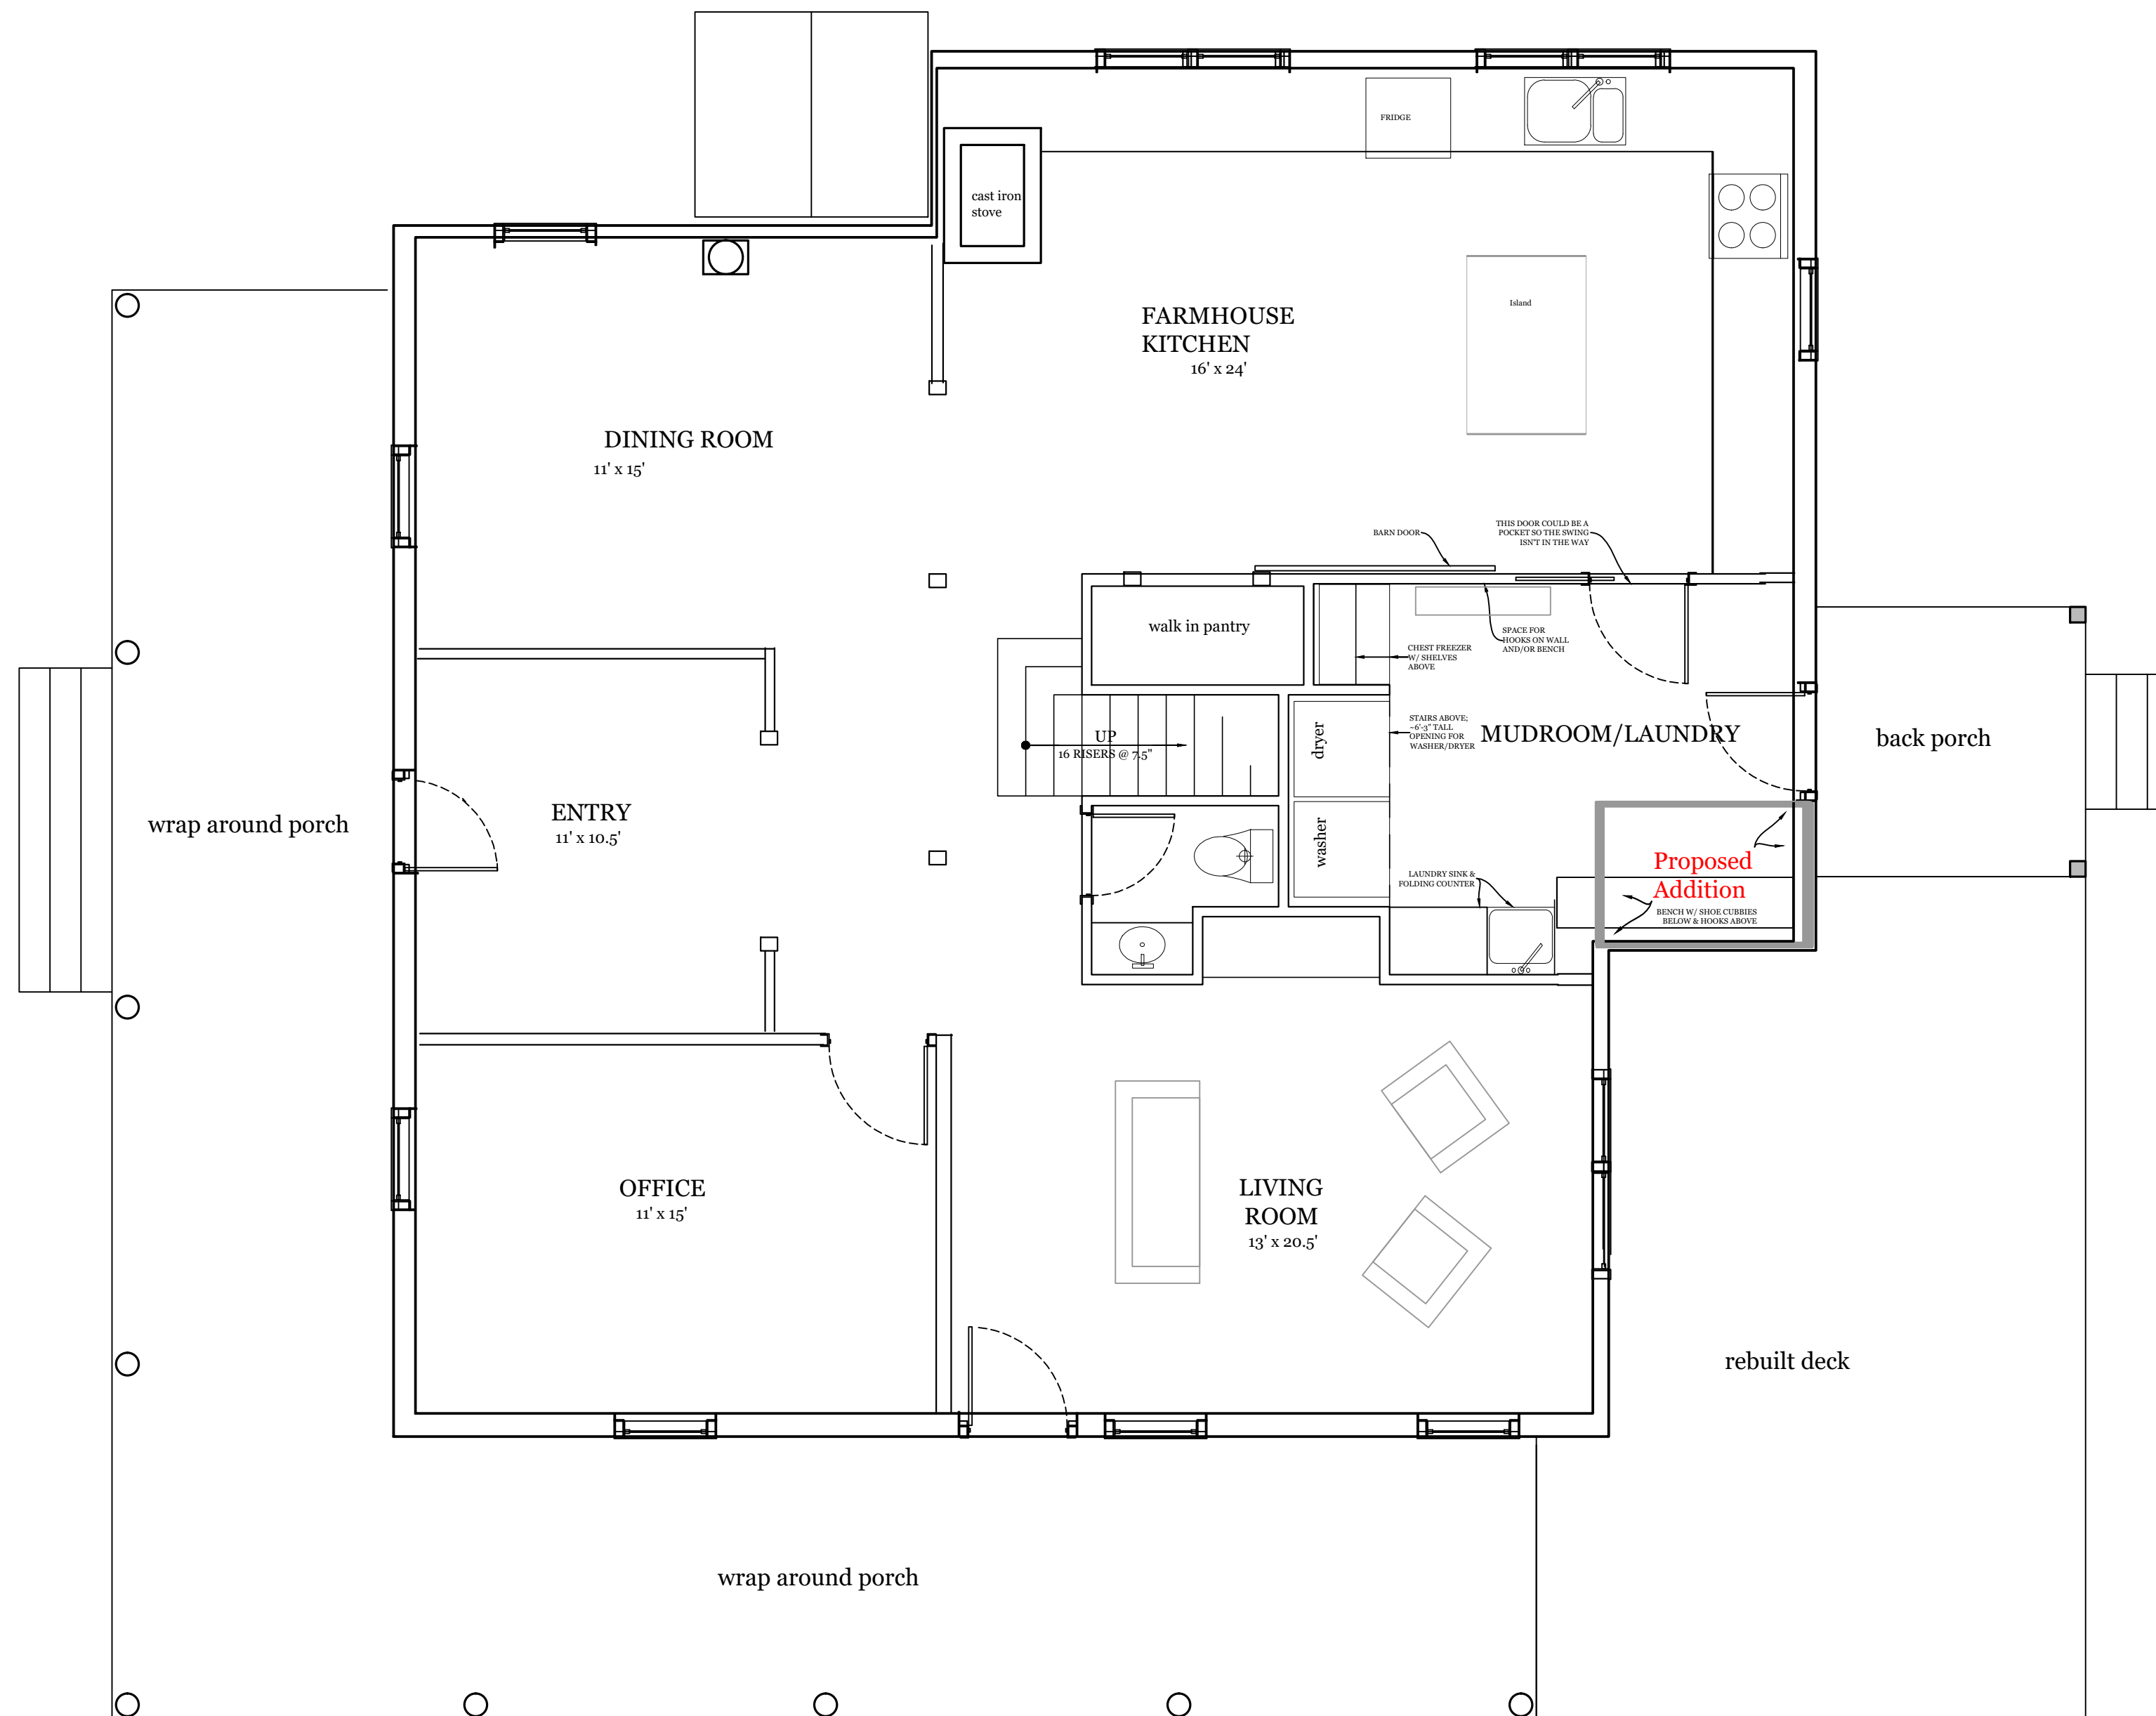 FRIDGE
cast iron
stove
FARMHOUSE
KITCHEN
16' x 24'
Island
DINING ROOM
11' x 15'
BARN DOOR
THIS DOOR COULD BE A
POCKET SO THE SWING
ISN'T IN THE WAY
walk in pantry
SPACE FOR
HOOKS ON WALL
AND/OR BENCH
CHEST FREEZER
W/ SHELVES
ABOVE
STAIRS ABOVE;
~6'-3" TALL
OPENING FOR
WASHER/DRYER
MUDROOM/LAUNDRY
dryer
UP
16 RISERS @ 7.5"
back porch
wrap around porch
ENTRY
11' x 10.5'
washer
LAUNDRY SINK &
FOLDING COUNTER
Proposed
Addition
BENCH W/ SHOE CUBBIES
BELOW & HOOKS ABOVE
OFFICE
11' x 15'
LIVING
ROOM
13' x 20.5'
rebuilt deck
wrap around porch